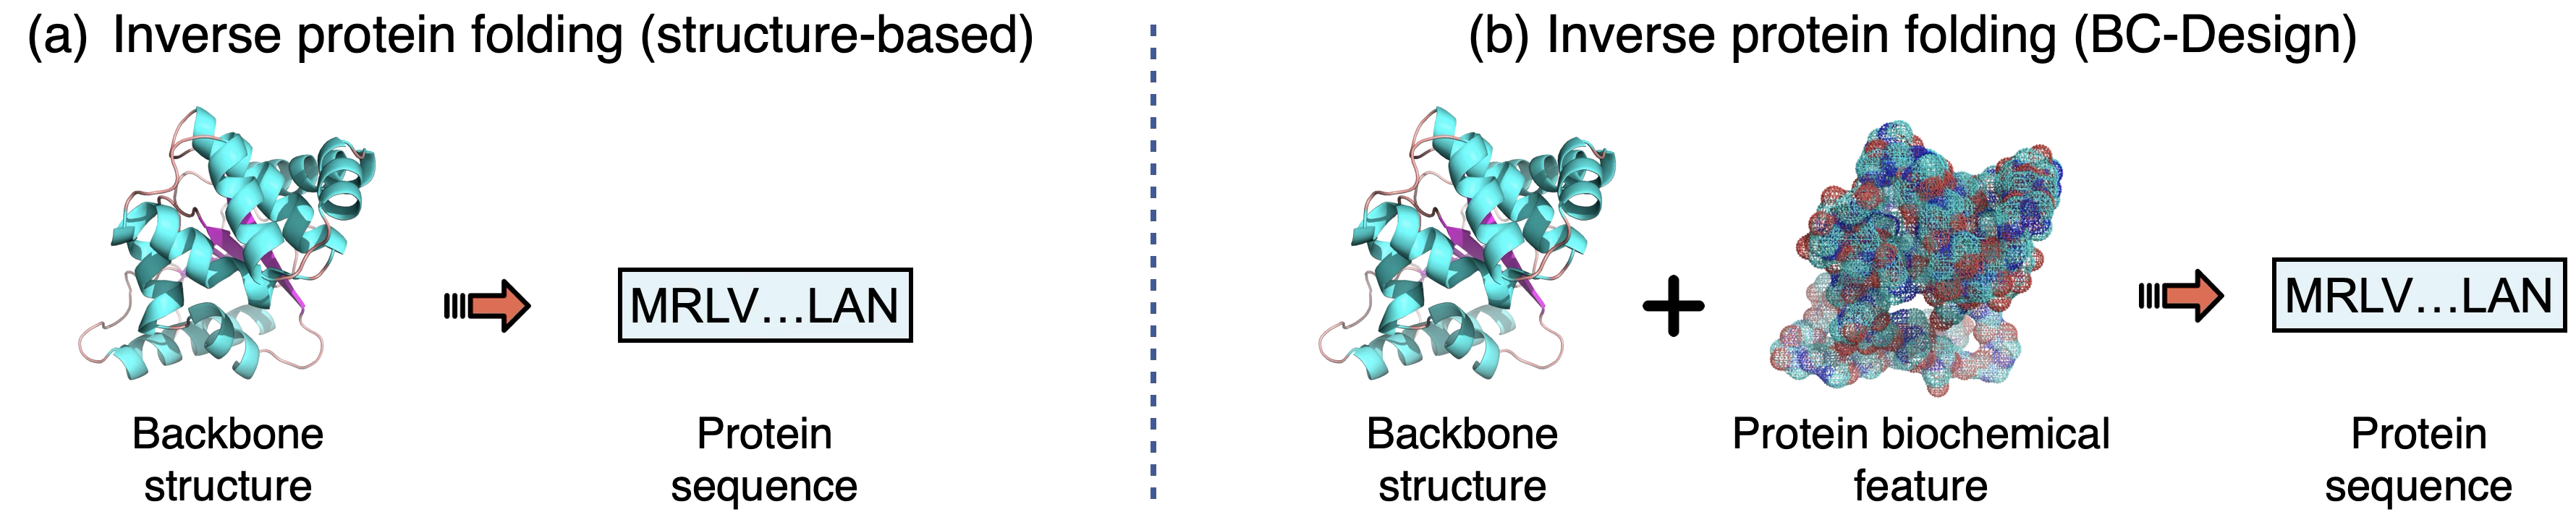 (a) Inverse protein folding (structure-based)
Backbone
structure
MRLV...LAN
Protein
sequence
(b) Inverse protein folding (BC-Design)
Backbone
structure
Protein biochemical
feature
MRLV...LAN
Protein
sequence